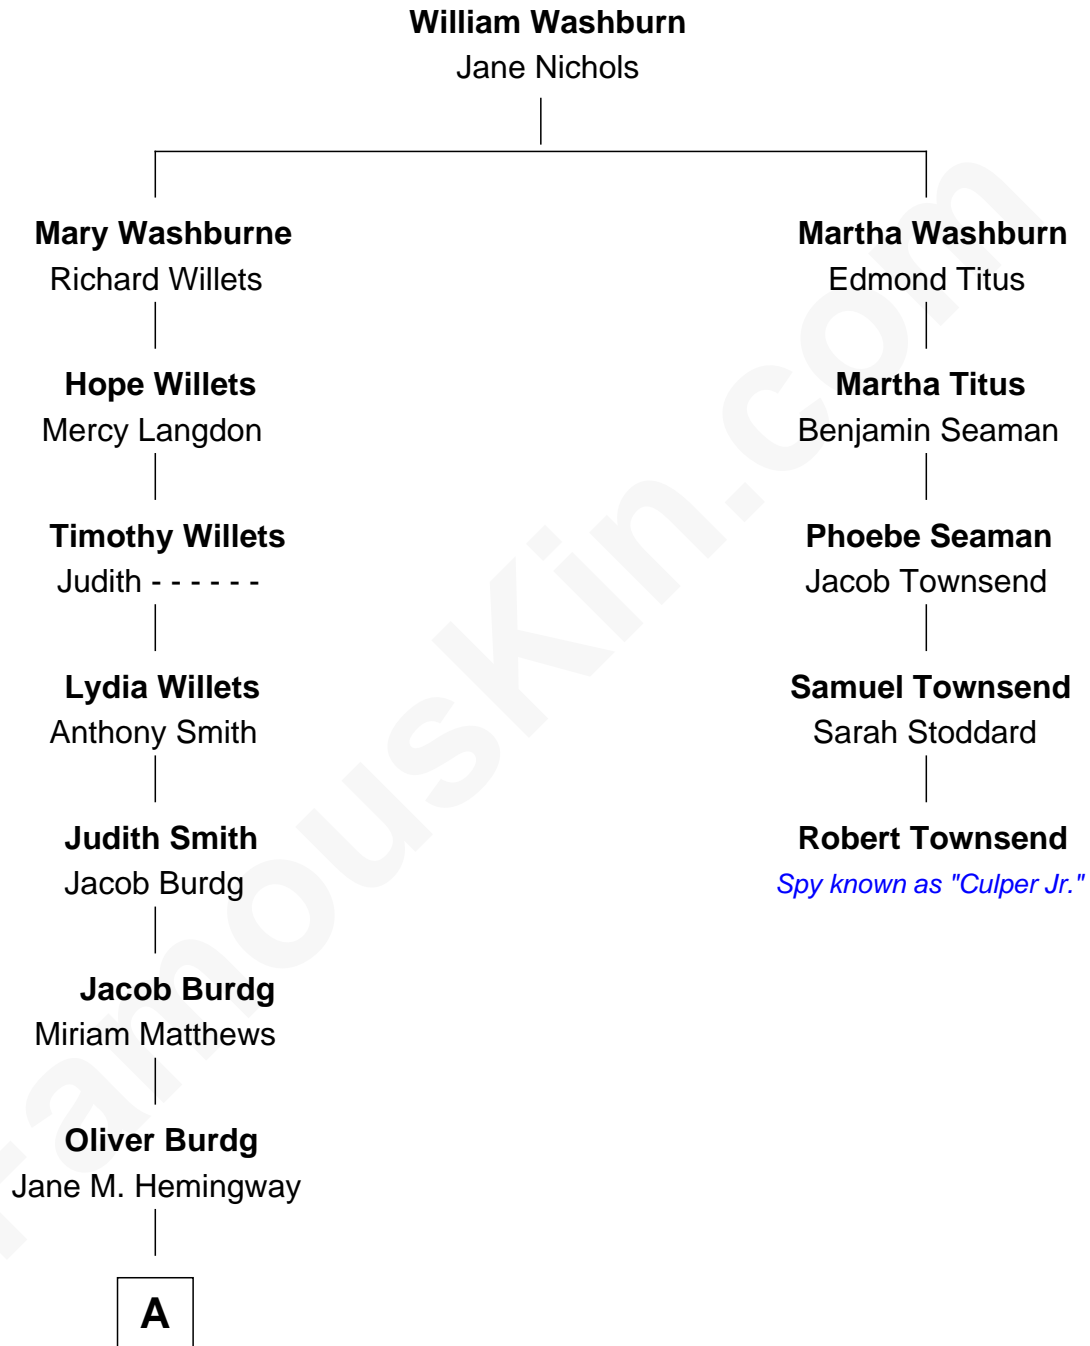 William Washburn
Jane Nichols
Mary Washburne
Richard Willets
Hope Willets
Mercy Langdon
Timothy Willets
Judith - - - - - -
Lydia Willets
Anthony Smith
Judith Smith
Jacob Burdg
Jacob Burdg
Miriam Matthews
Oliver Burdg
Jane M. Hemingway
A
Martha Washburn
Edmond Titus
Martha Titus
Benjamin Seaman
Phoebe Seaman
Jacob Townsend
Samuel Townsend
Sarah Stoddard
Robert Townsend
Spy known as "Culper Jr."
FamousKin.com